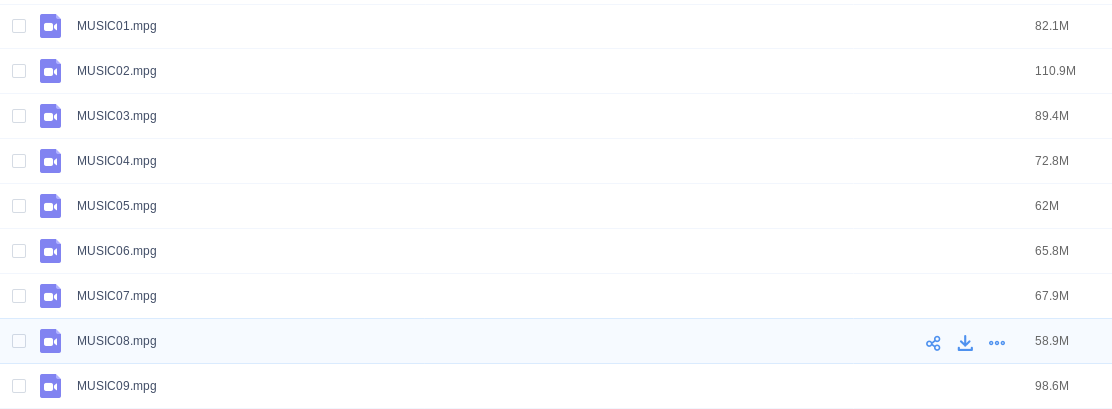 MUSIC01.mpg 82.1M
MUSIC02.mpg 110.9M
MUSIC03.mpg 89.4M
MUSIC04.mpg 72.8M
MUSIC05.mpg 62M
MUSIC06.mpg 65.8M
MUSIC07.mpg 67.9M
MUSIC08.mpg 58.9M
MUSIC09.mpg 98.6M